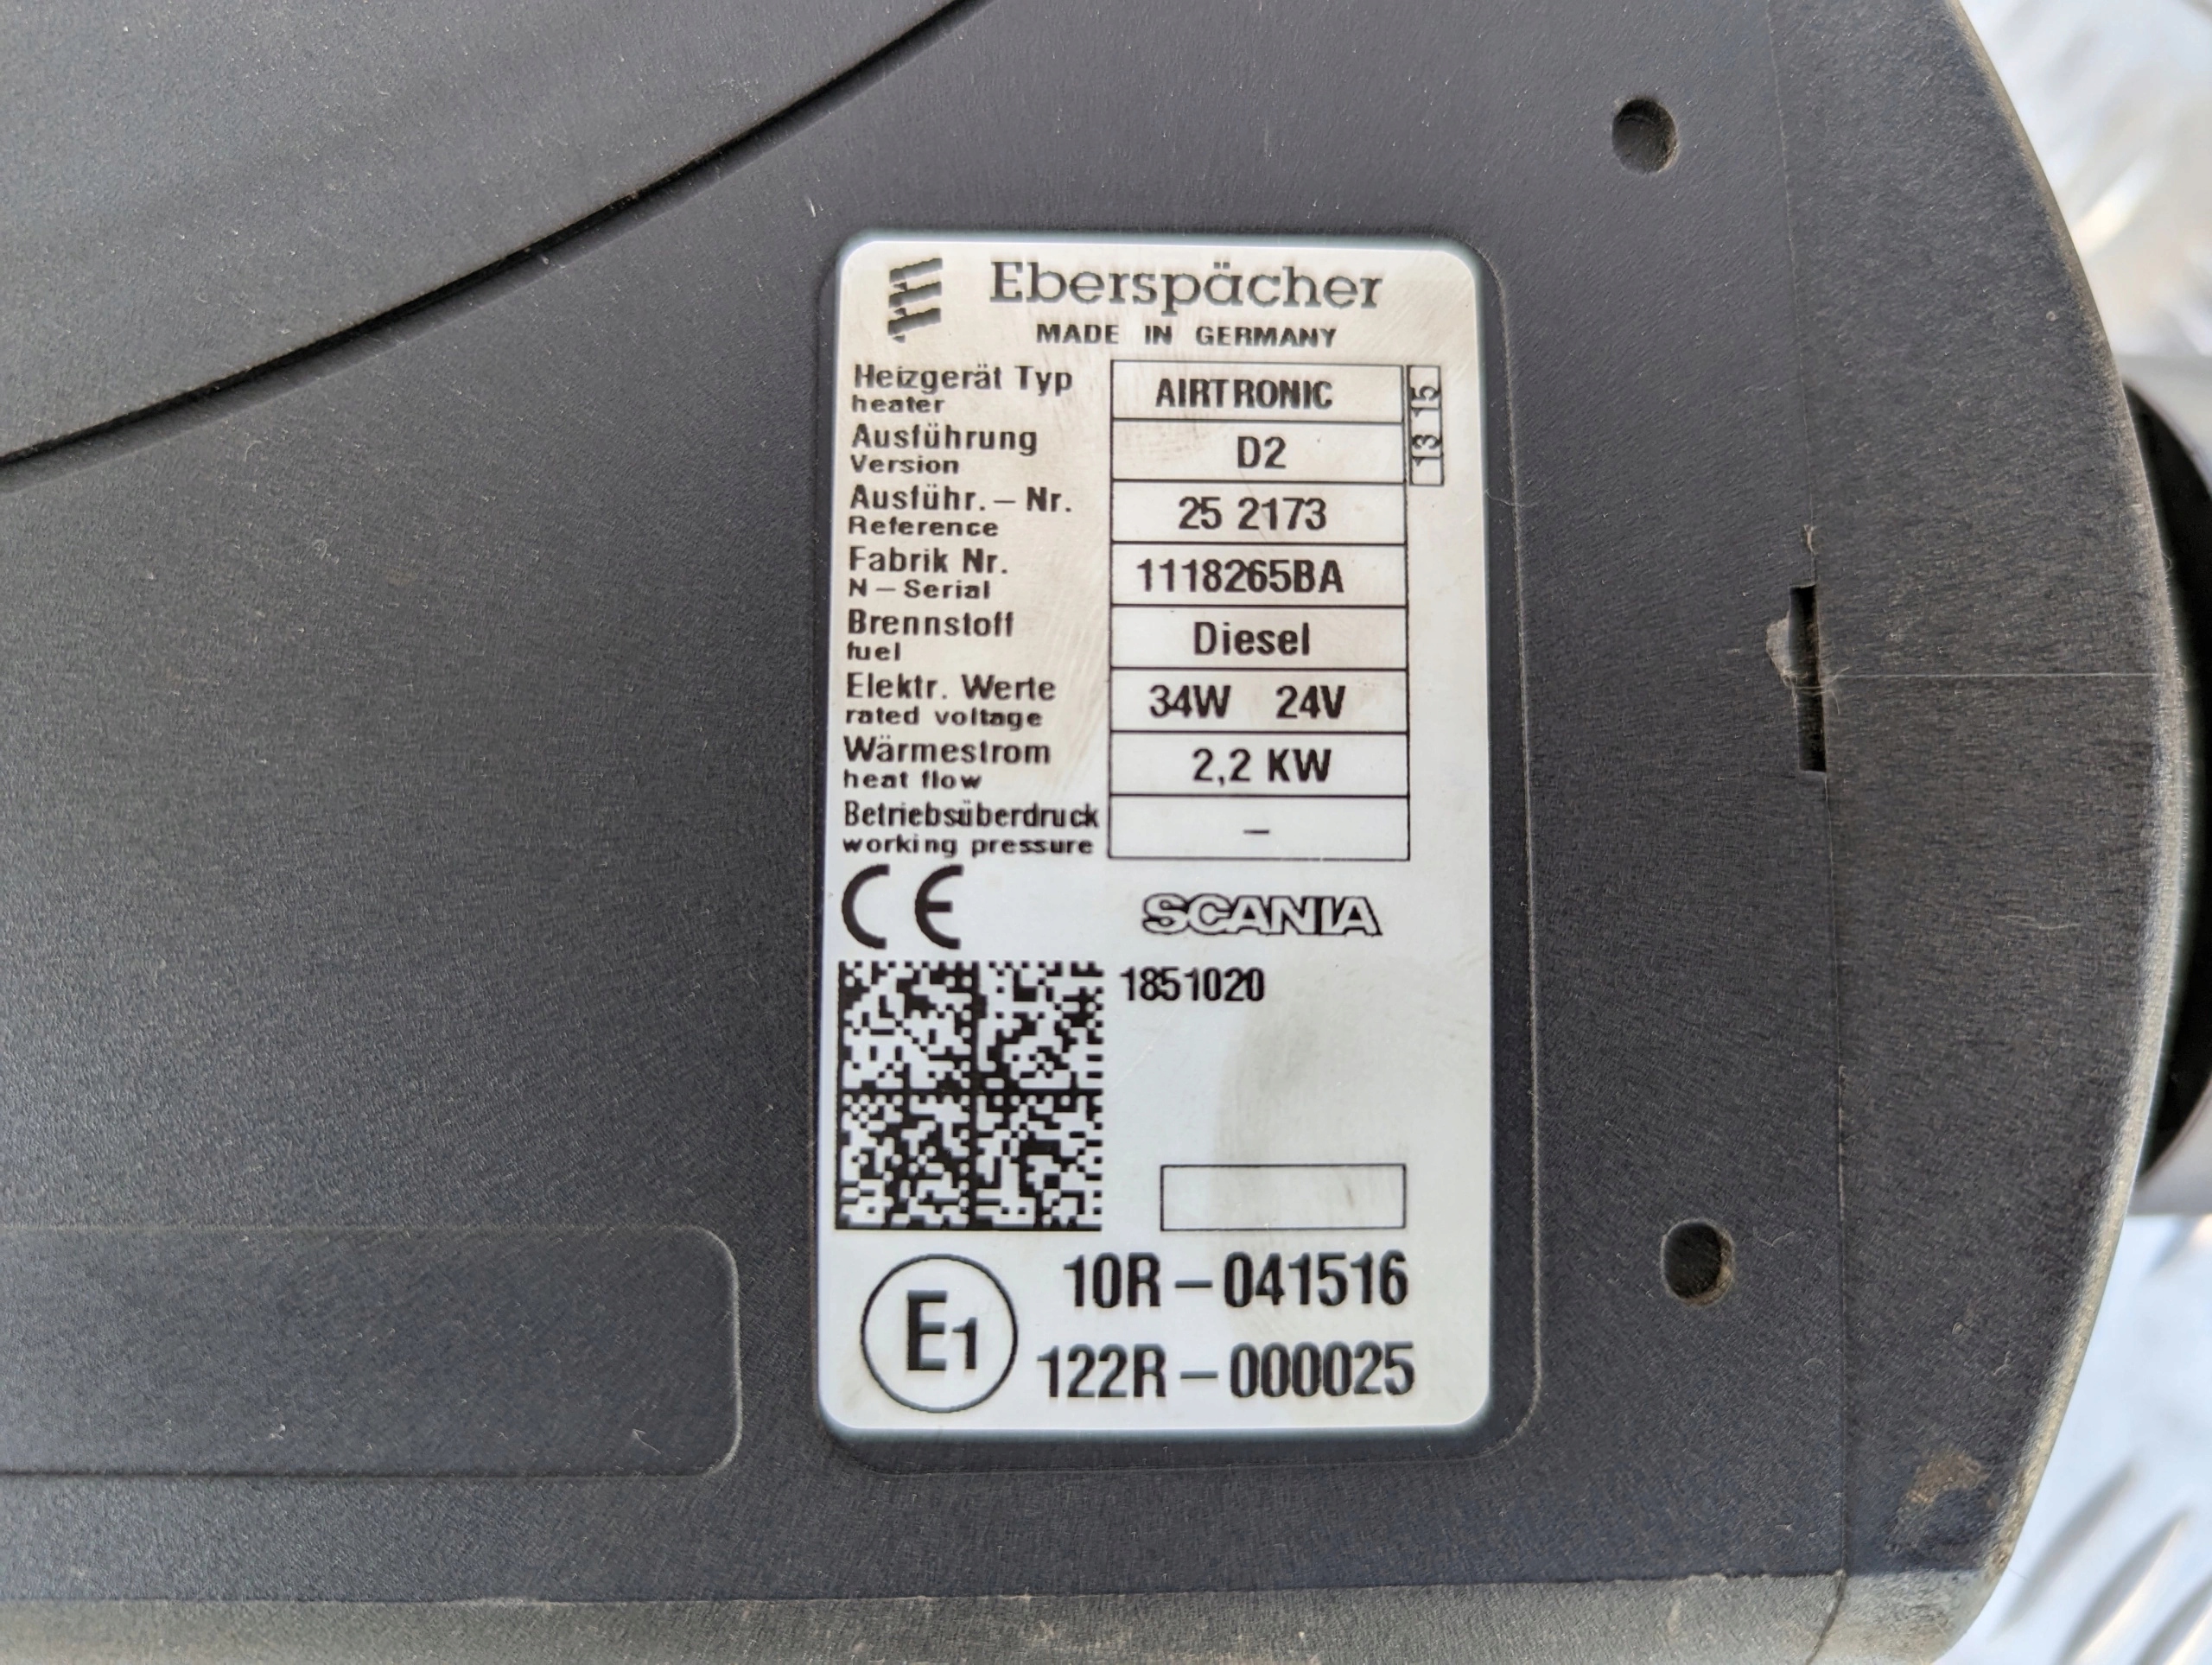 Eberspächer
MADE IN GERMANY
Heizgerät Typ
heater
AIRTRONIC
13 15
Ausführung
Version
D2
Ausführ. – Nr.
Reference
25 2173
Fabrik Nr.
N – Serial
1118265BA
Brennstoff
fuel
Diesel
Elektr. Werte
rated voltage
34W 24V
Wärmestrom
heat flow
2,2 KW
Betriebsüberdruck
working pressure
–
CE
SCANIA
1851020
E1
10R – 041516
122R – 000025